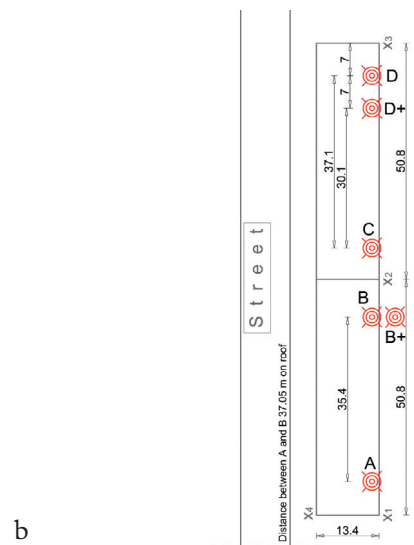 X3
7
D
7
D+
37.1
30.1
50.8
C
X2
Street
B
B+
35.4
50.8
Distance between A and B 37.05 m on roof
A
X4
X1
13.4
b